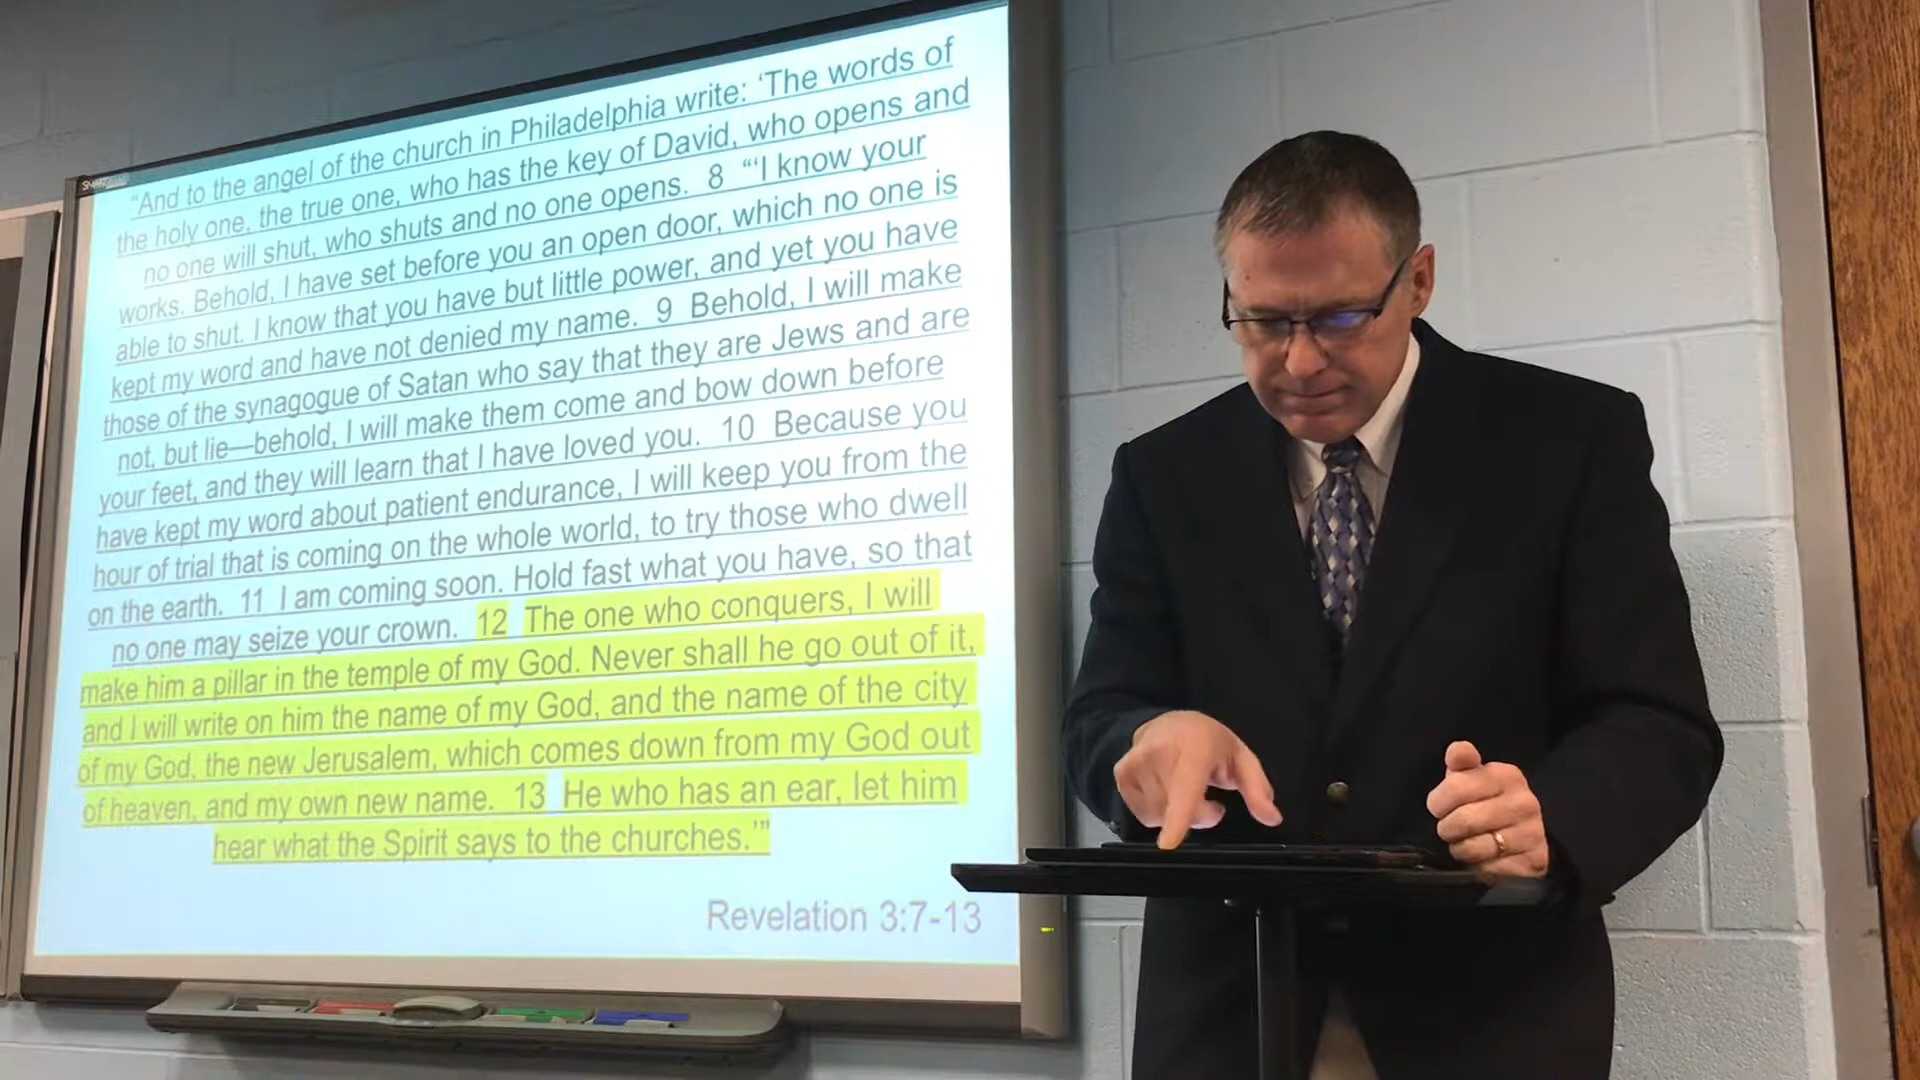 SMART
"And to the angel of the church in Philadelphia write: 'The words of
the holy one, the true one, who has the key of David, who opens and
no one will shut, who shuts and no one opens. 8 "'I know your
works. Behold, I have set before you an open door, which no one is
able to shut. I know that you have but little power, and yet you have
kept my word and have not denied my name. 9 Behold, I will make
those of the synagogue of Satan who say that they are Jews and are
not, but lie—behold, I will make them come and bow down before
your feet, and they will learn that I have loved you. 10 Because you
have kept my word about patient endurance, I will keep you from the
hour of trial that is coming on the whole world, to try those who dwell
on the earth. 11 I am coming soon. Hold fast what you have, so that
no one may seize your crown. 12 The one who conquers, I will
make him a pillar in the temple of my God. Never shall he go out of it,
and I will write on him the name of my God, and the name of the city
of my God, the new Jerusalem, which comes down from my God out
of heaven, and my own new name. 13 He who has an ear, let him
hear what the Spirit says to the churches.'"
Revelation 3:7-13